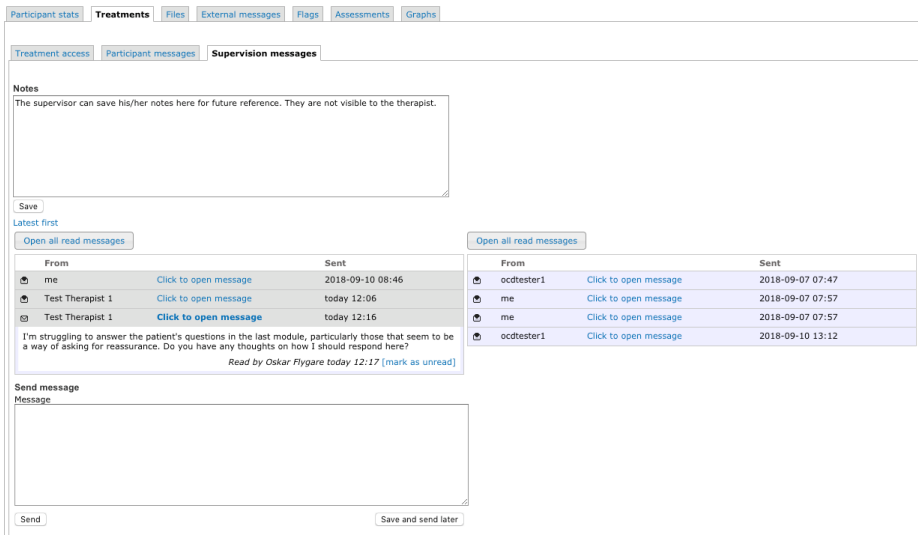 Participant stats Treatments Files External messages Flags Assessments Graphs
Treatment access Participant messages Supervision messages
Notes
The supervisor can save his/her notes here for future reference. They are not visible to the therapist.
Save
Latest first
Open all read messages
From Sent
me Click to open message 2018-09-10 08:46
Test Therapist 1 Click to open message today 12:06
Test Therapist 1 Click to open message today 12:16
I'm struggling to answer the patient's questions in the last module, particularly those that seem to be
a way of asking for reassurance. Do you have any thoughts on how I should respond here?
Read by Oskar Flygare today 12:17 [mark as unread]
Open all read messages
From Sent
ocdtester1 Click to open message 2018-09-07 07:47
me Click to open message 2018-09-07 07:57
me Click to open message 2018-09-07 07:57
ocdtester1 Click to open message 2018-09-10 13:12
Send message
Message
Send Save and send later